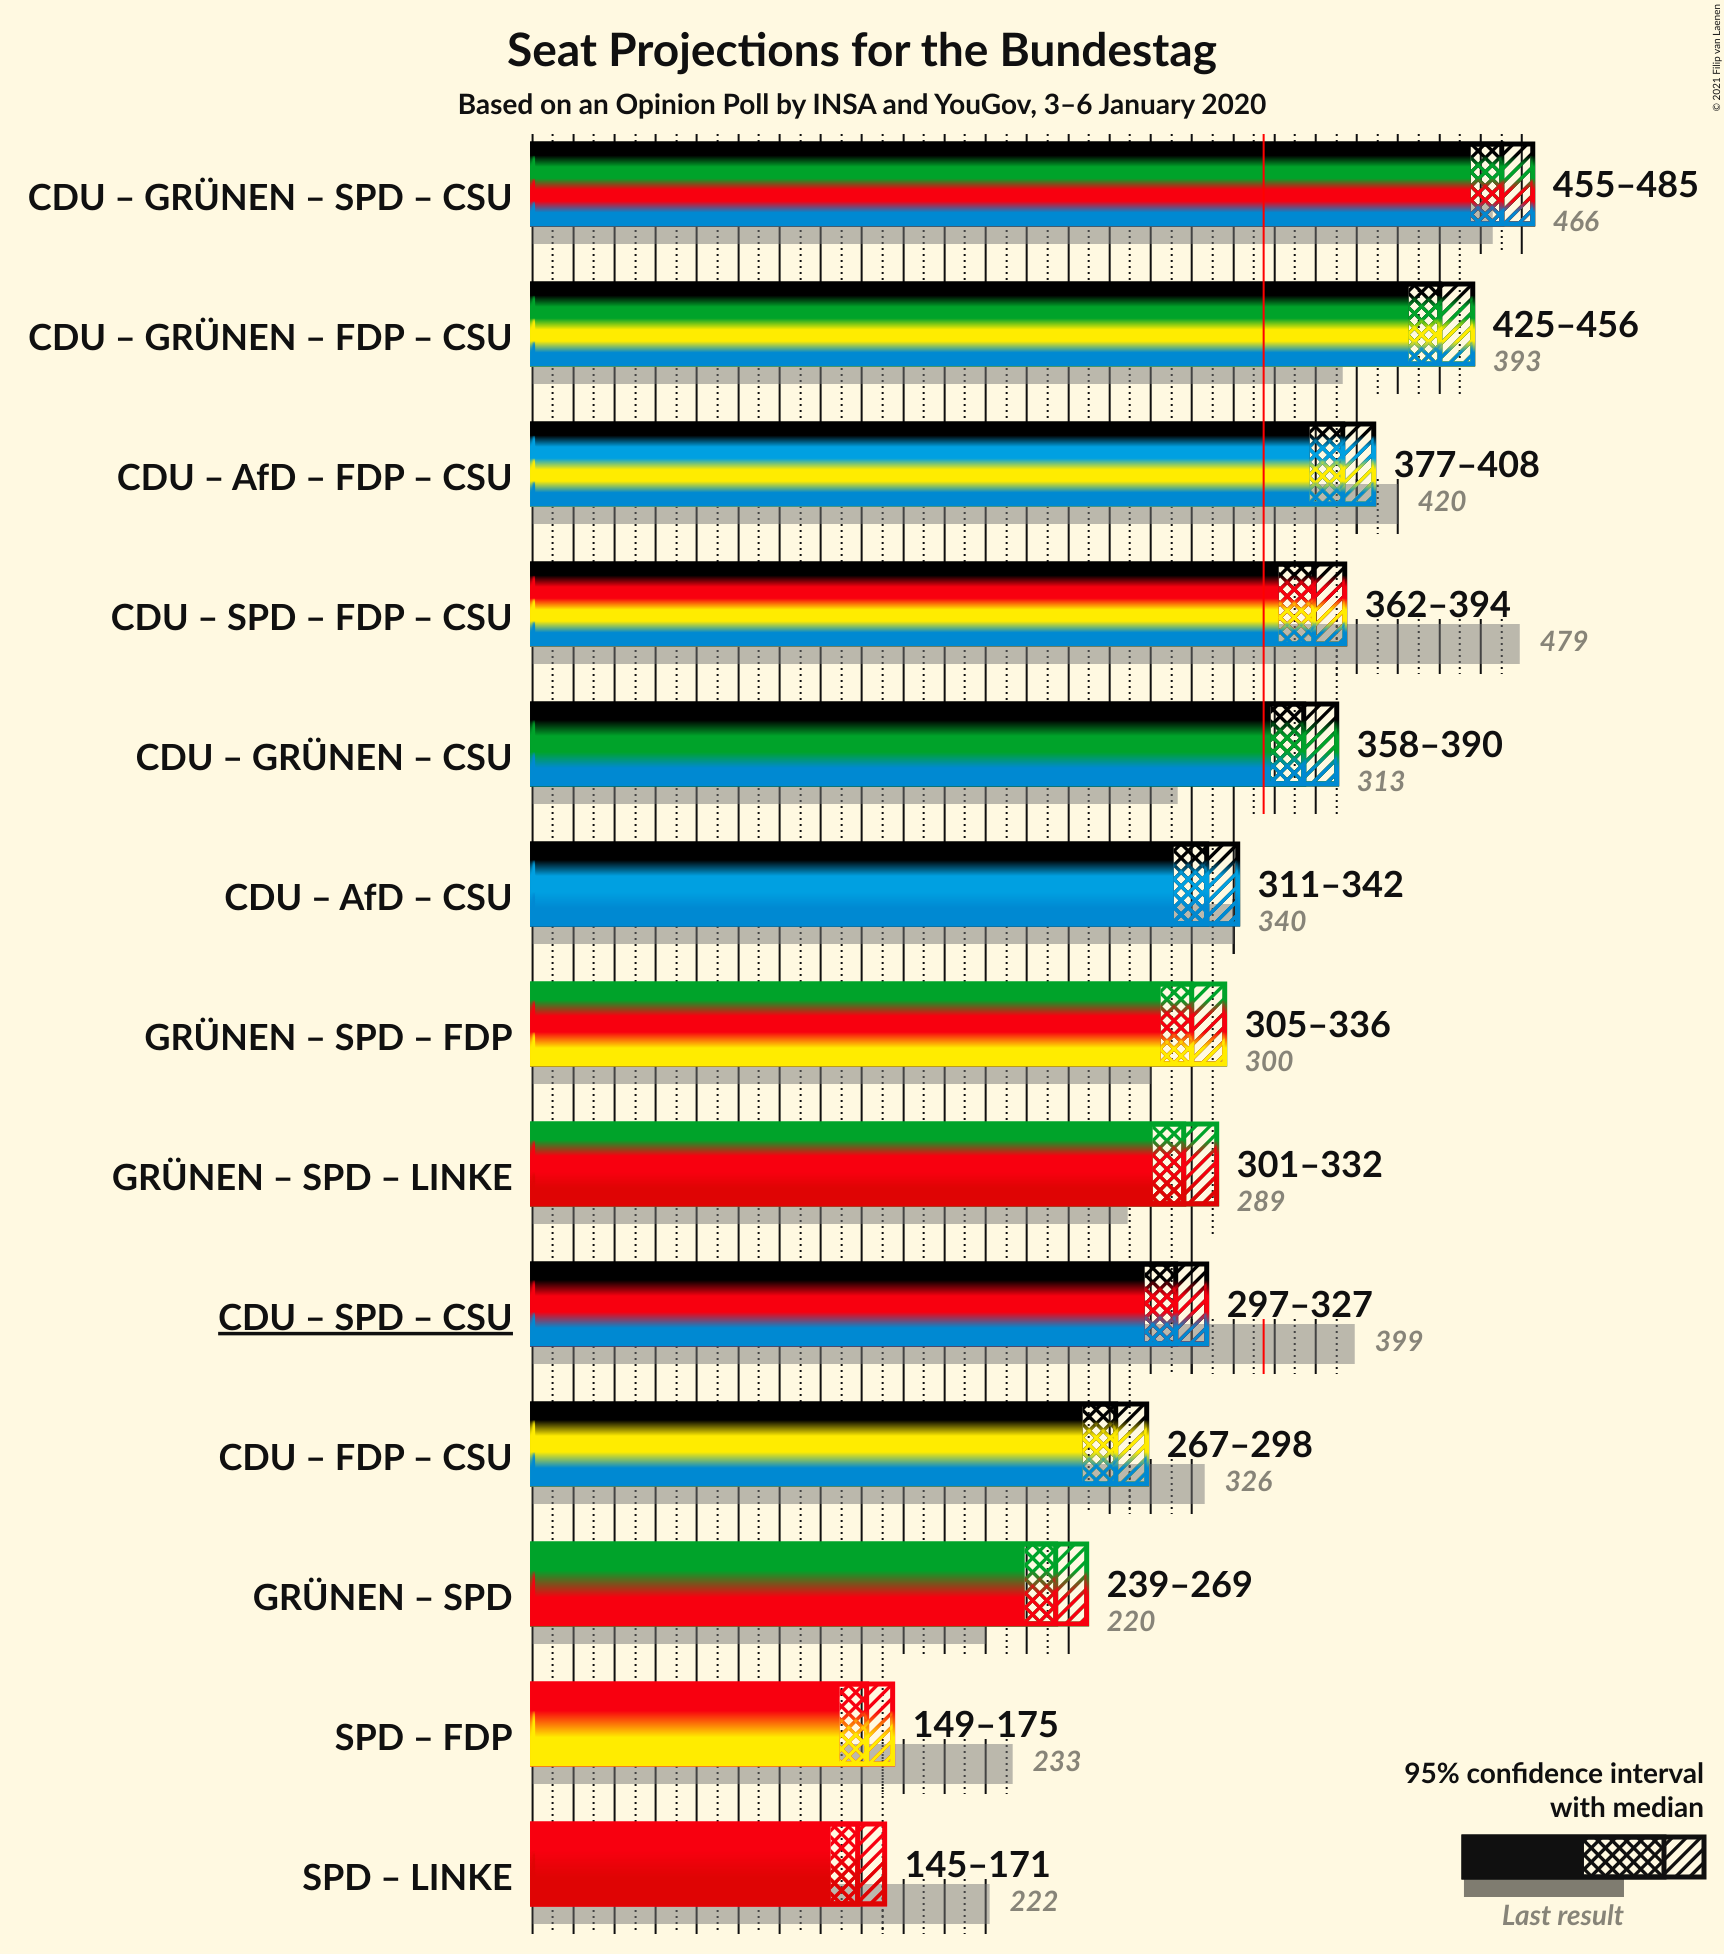 Seat Projections for the Bundestag
Based on an Opinion Poll by INSA and YouGov, 3–6 January 2020
© 2021 Filip van Laenen
CDU – GRÜNEN – SPD – CSU
455–485
466
CDU – GRÜNEN – FDP – CSU
425–456
393
CDU – AfD – FDP – CSU
377–408
420
CDU – SPD – FDP – CSU
362–394
479
CDU – GRÜNEN – CSU
358–390
313
CDU – AfD – CSU
311–342
340
GRÜNEN – SPD – FDP
305–336
300
GRÜNEN – SPD – LINKE
301–332
289
CDU – SPD – CSU
297–327
399
CDU – FDP – CSU
267–298
326
GRÜNEN – SPD
239–269
220
SPD – FDP
149–175
233
SPD – LINKE
145–171
222
95% confidence interval
with median
Last result